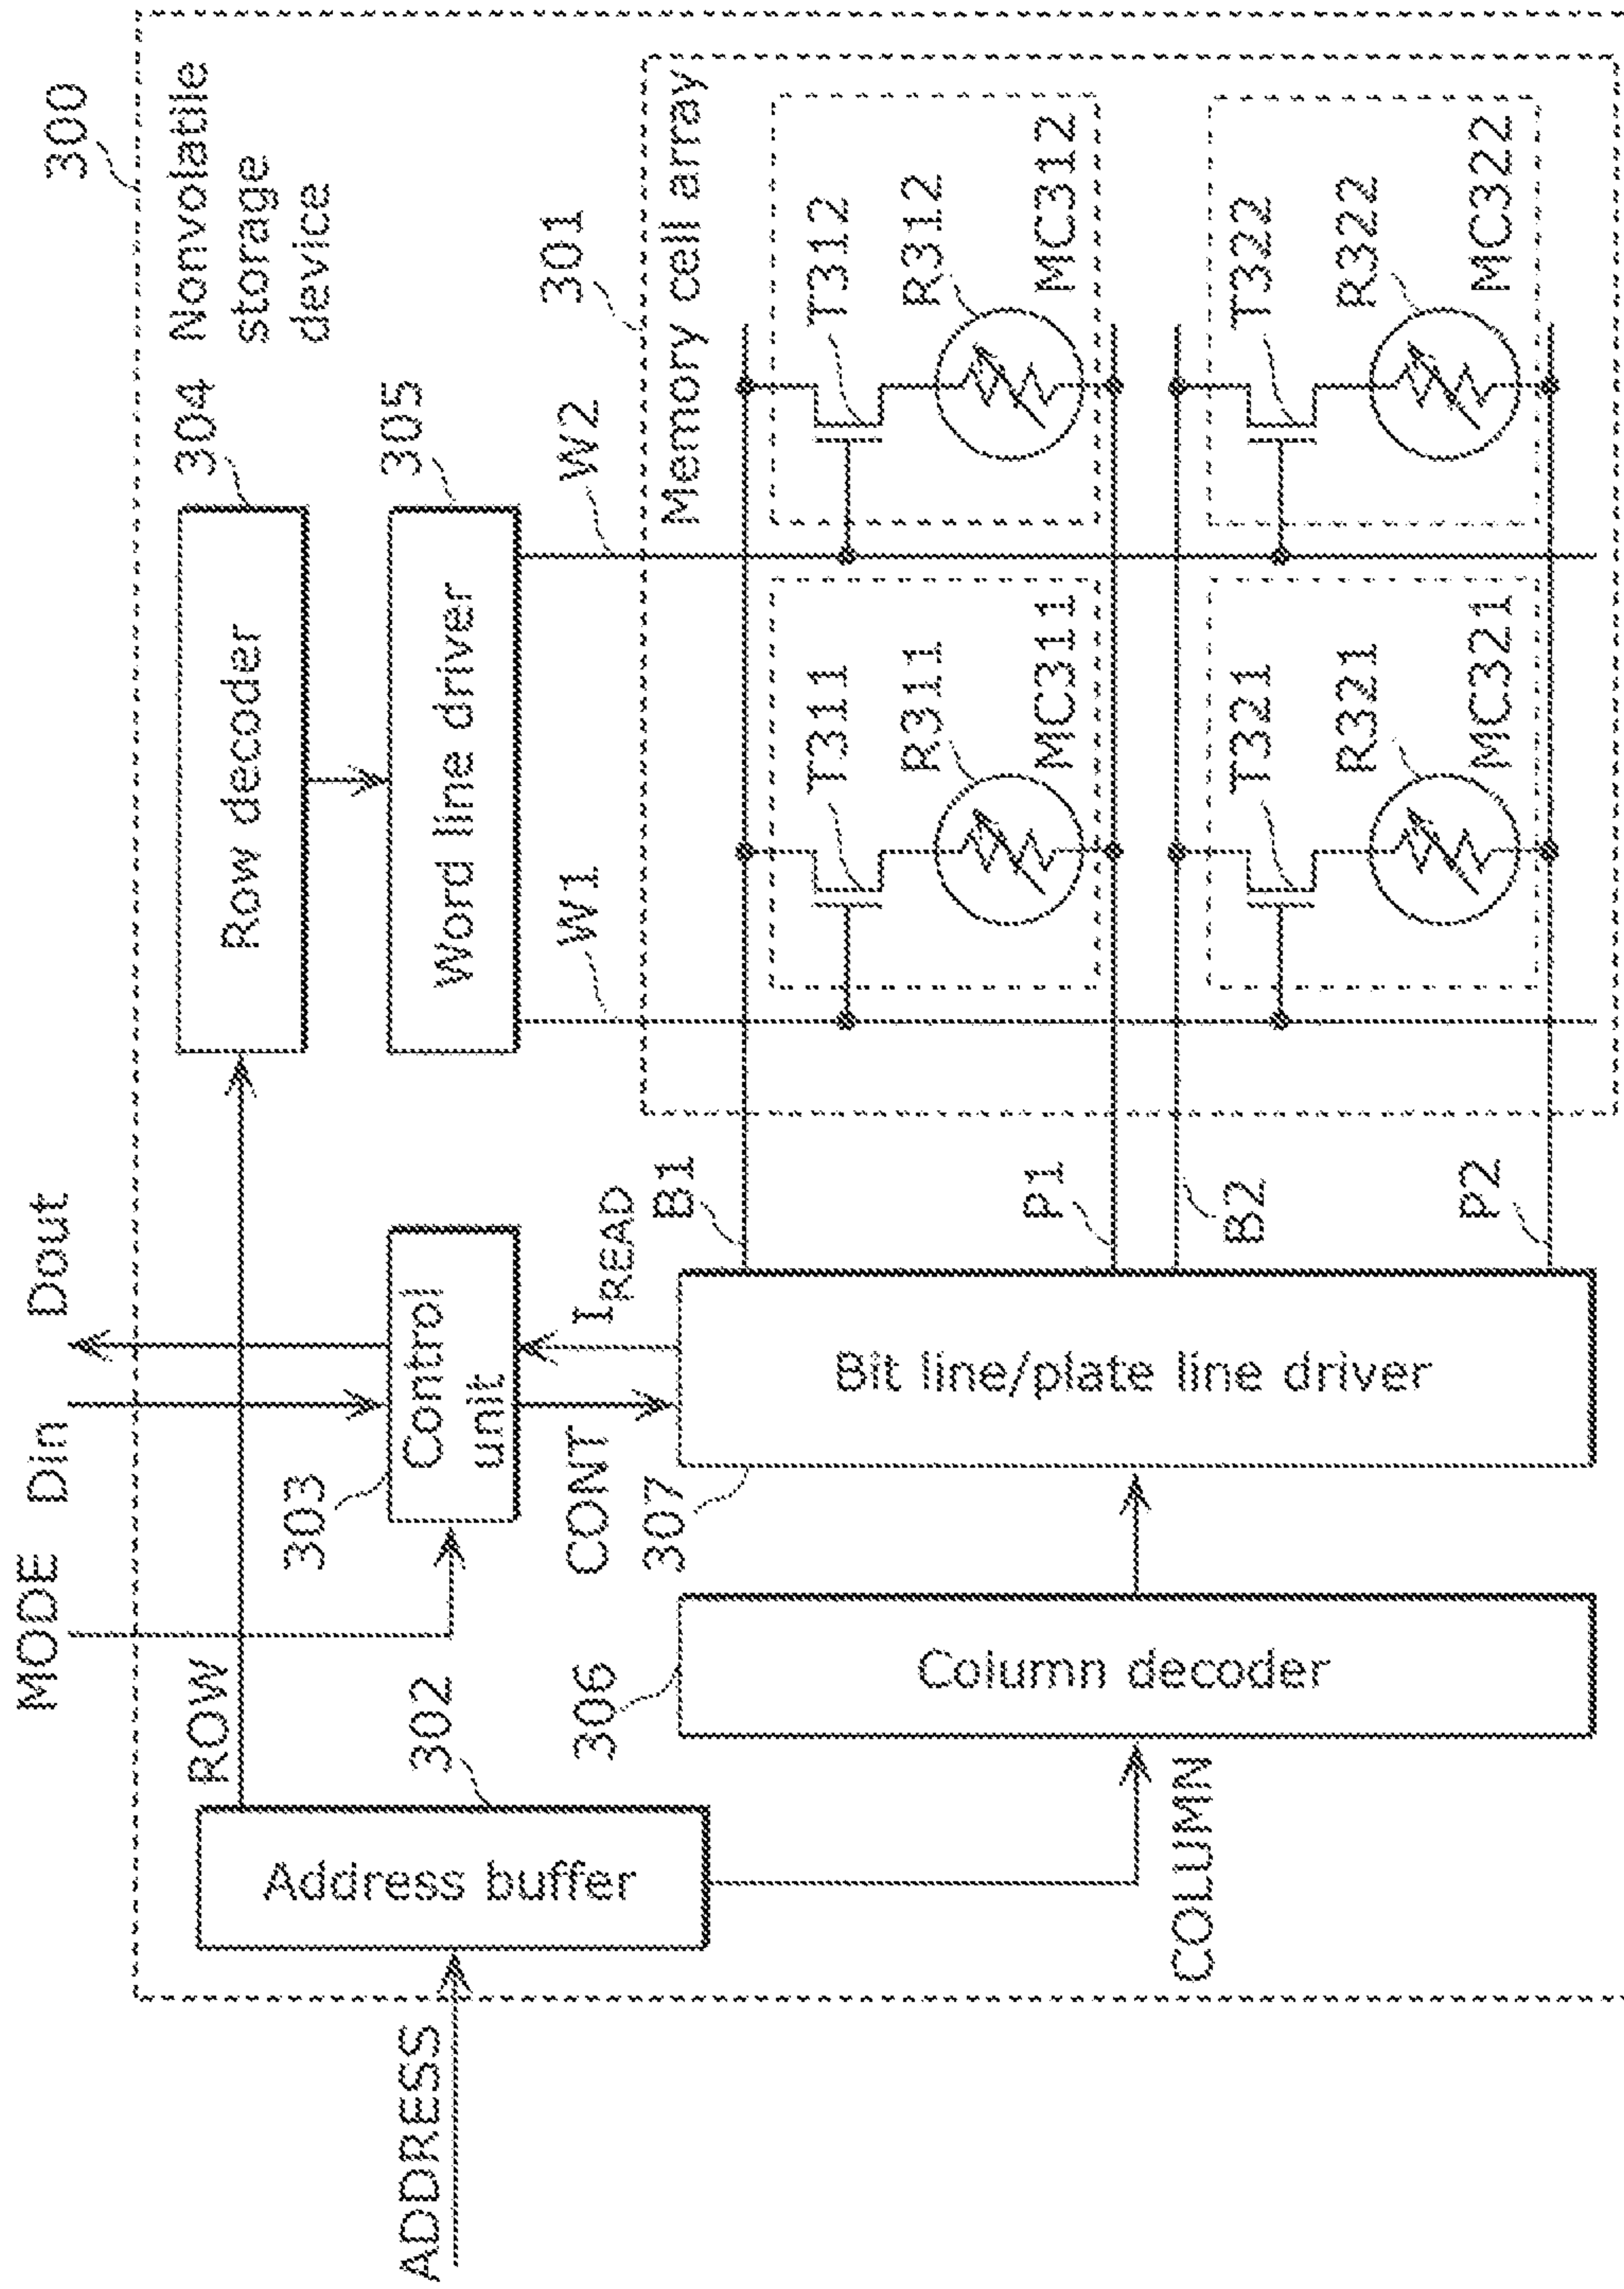 300
Nonvolatile
storage
device
MODE
Din
Dout
ROW
304
Row decoder
303
Control
unit
305
Word line driver
302
Address buffer
ADDRESS
CONT
I READ
W1
W2
301
Memory cell array
306
Column decoder
COLUMN
307
Bit line/plate line driver
B1
P1
B2
P2
T311
R311
MC311
T312
R312
MC312
T321
R321
MC321
T322
R322
MC322